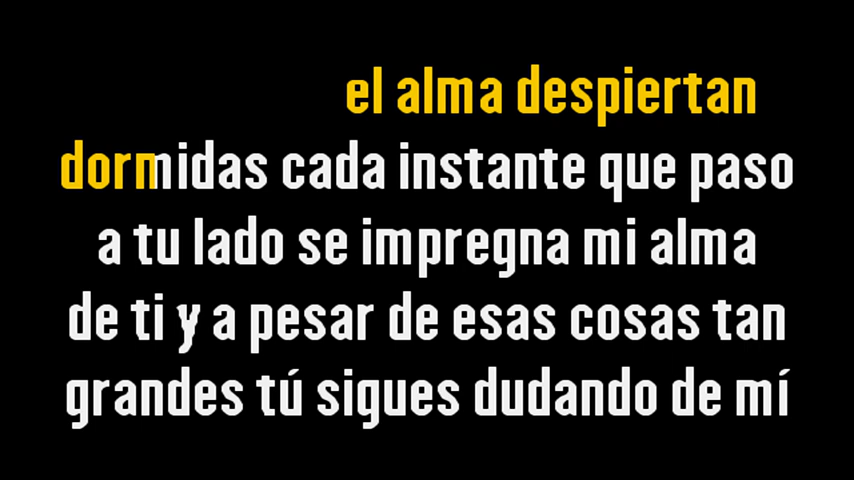 el alma despiertan
dormidas cada instante que paso
a tu lado se impregna mi alma
de ti y a pesar de esas cosas tan
grandes tú sigues dudando de mí